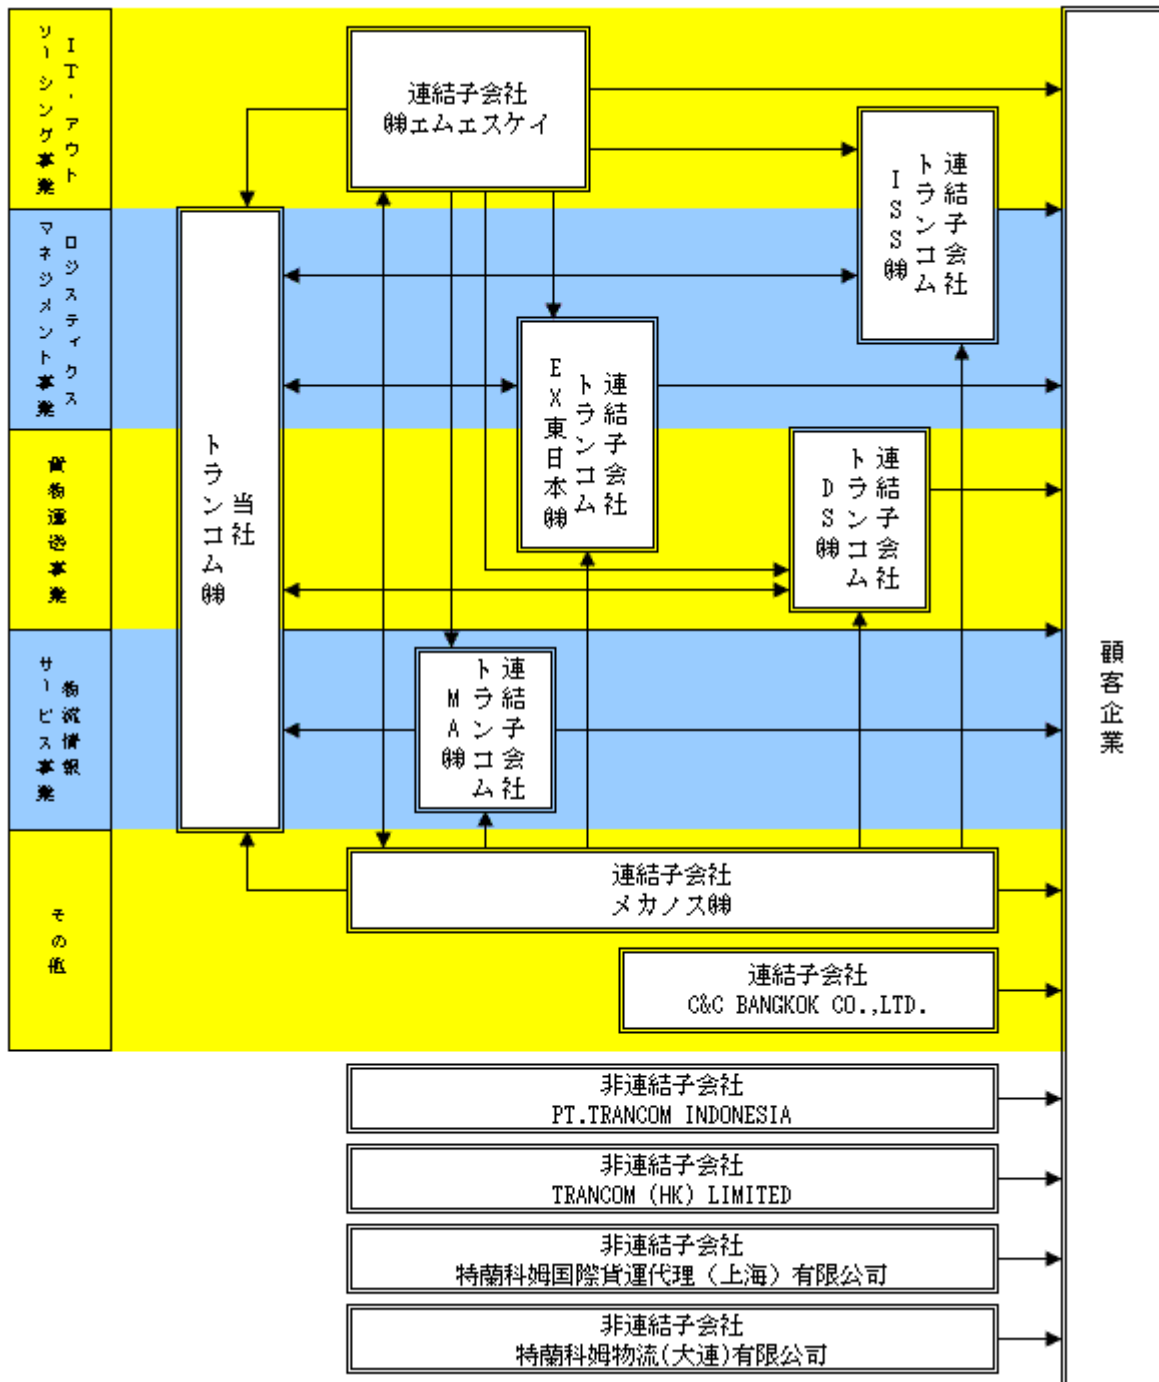 IT・アウト
ソーシング事業
ロジスティクス
マネジメント事業
貨物運送事業
物流情報
サービス事業
その他
連結子会社
㈱エムエスケイ
連結子会社
トランコム
ISS㈱
当社
トランコム㈱
連結子会社
トランコム
EX東日本㈱
連結子会社
トランコム
DS㈱
連結子会社
トランコム
MA㈱
連結子会社
メカノス㈱
連結子会社
C&C BANGKOK CO.,LTD.
非連結子会社
PT.TRANCOM INDONESIA
非連結子会社
TRANCOM (HK) LIMITED
非連結子会社
特蘭科姆国際貨運代理（上海）有限公司
非連結子会社
特蘭科姆物流(大連)有限公司
顧客企業